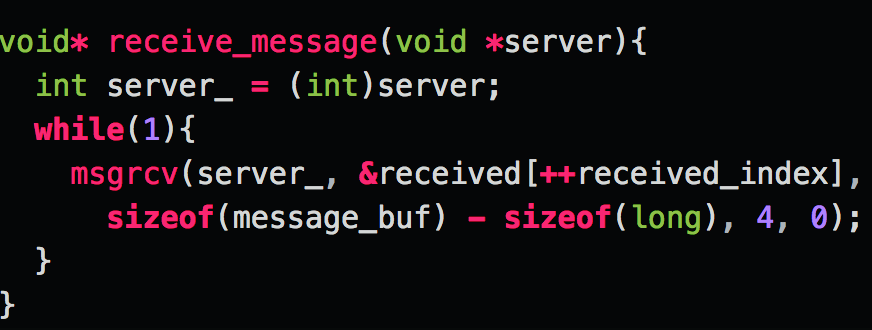 void* receive_message(void *server){
  int server_ = (int)server;
  while(1){
    msgrcv(server_, &received[++received_index],
      sizeof(message_buf) - sizeof(long), 4, 0);
  }
}